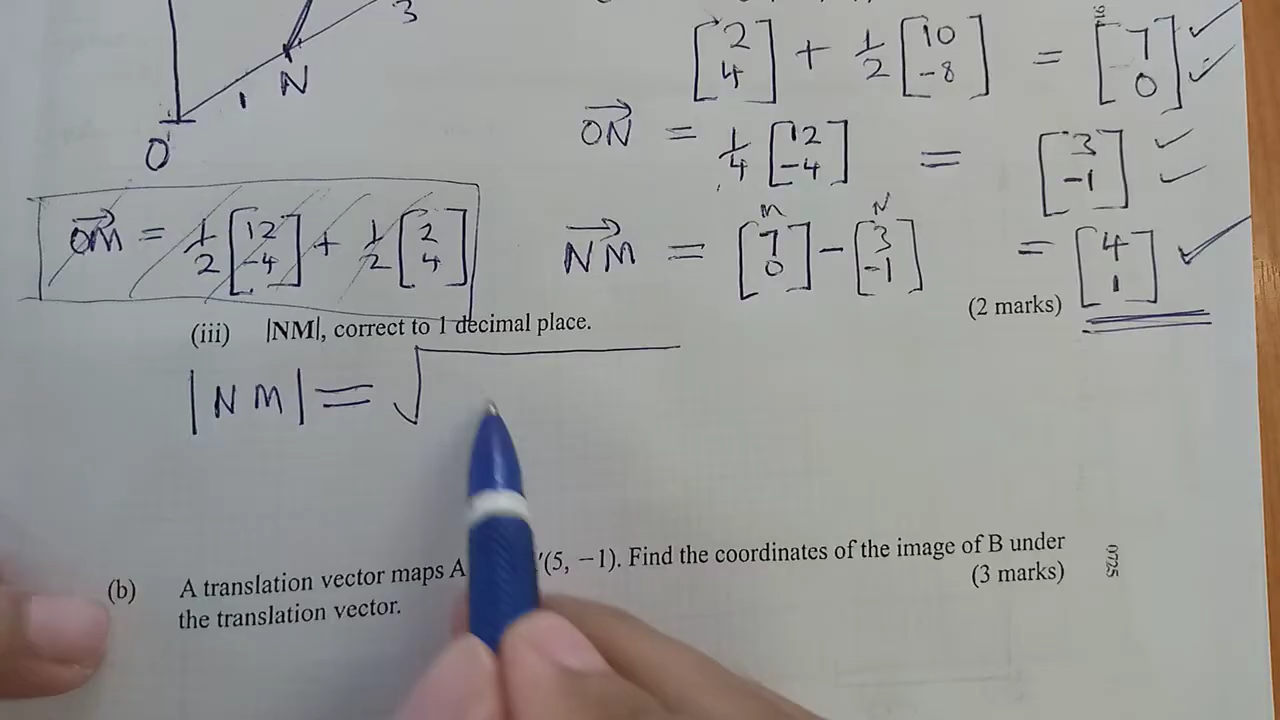 3
N
1
O
[2 4] + 1/2 [10 -8] = [7 0] ✓ ✓
ON = 1/4 [12 -4] = [3 -1] ✓ ✓
OM = 1/2 [12 -4] + 1/2 [2 4]
M N
NM = [7 0] - [3 -1] = [4 1] ✓
(2 marks)
(iii) |NM|, correct to 1 decimal place.
|NM| = √
(b) A translation vector maps A ′(5, −1). Find the coordinates of the image of B under
the translation vector. (3 marks)
0725